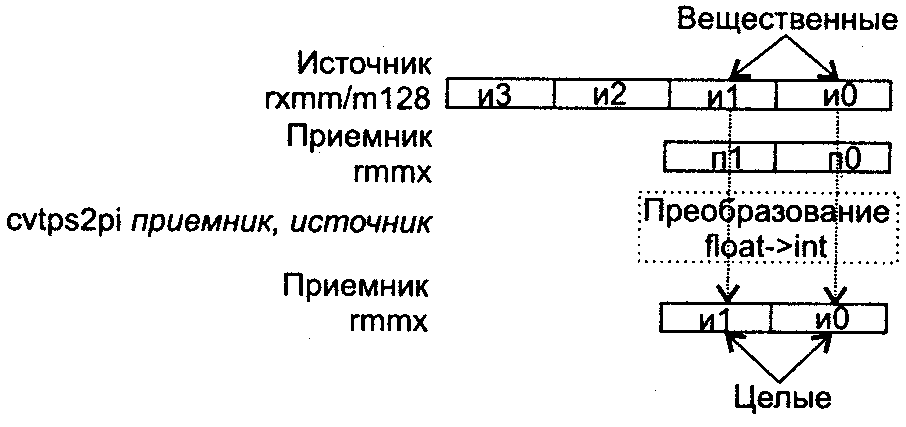 Вещественные
Источник
rxmm/m128 и3 и2 и1 и0
Приемник
rmmx п1 п0
cvtps2pi приемник, источник Преобразование
float->int
Приемник
rmmx и1 и0
Целые